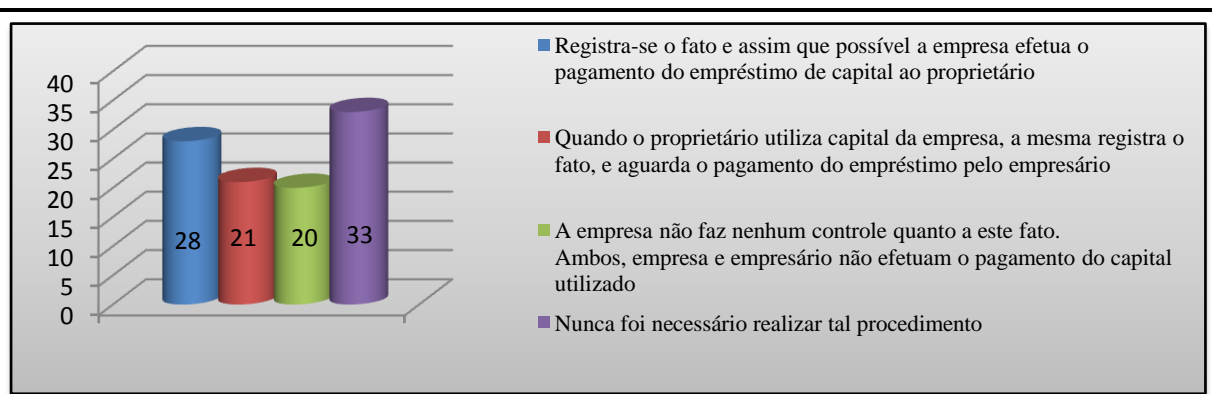 40
35
30
25
20
15
10
5
0
28
21
20
33
Registra-se o fato e assim que possível a empresa efetua o
pagamento do empréstimo de capital ao proprietário
Quando o proprietário utiliza capital da empresa, a mesma registra o
fato, e aguarda o pagamento do empréstimo pelo empresário
A empresa não faz nenhum controle quanto a este fato.
Ambos, empresa e empresário não efetuam o pagamento do capital
utilizado
Nunca foi necessário realizar tal procedimento